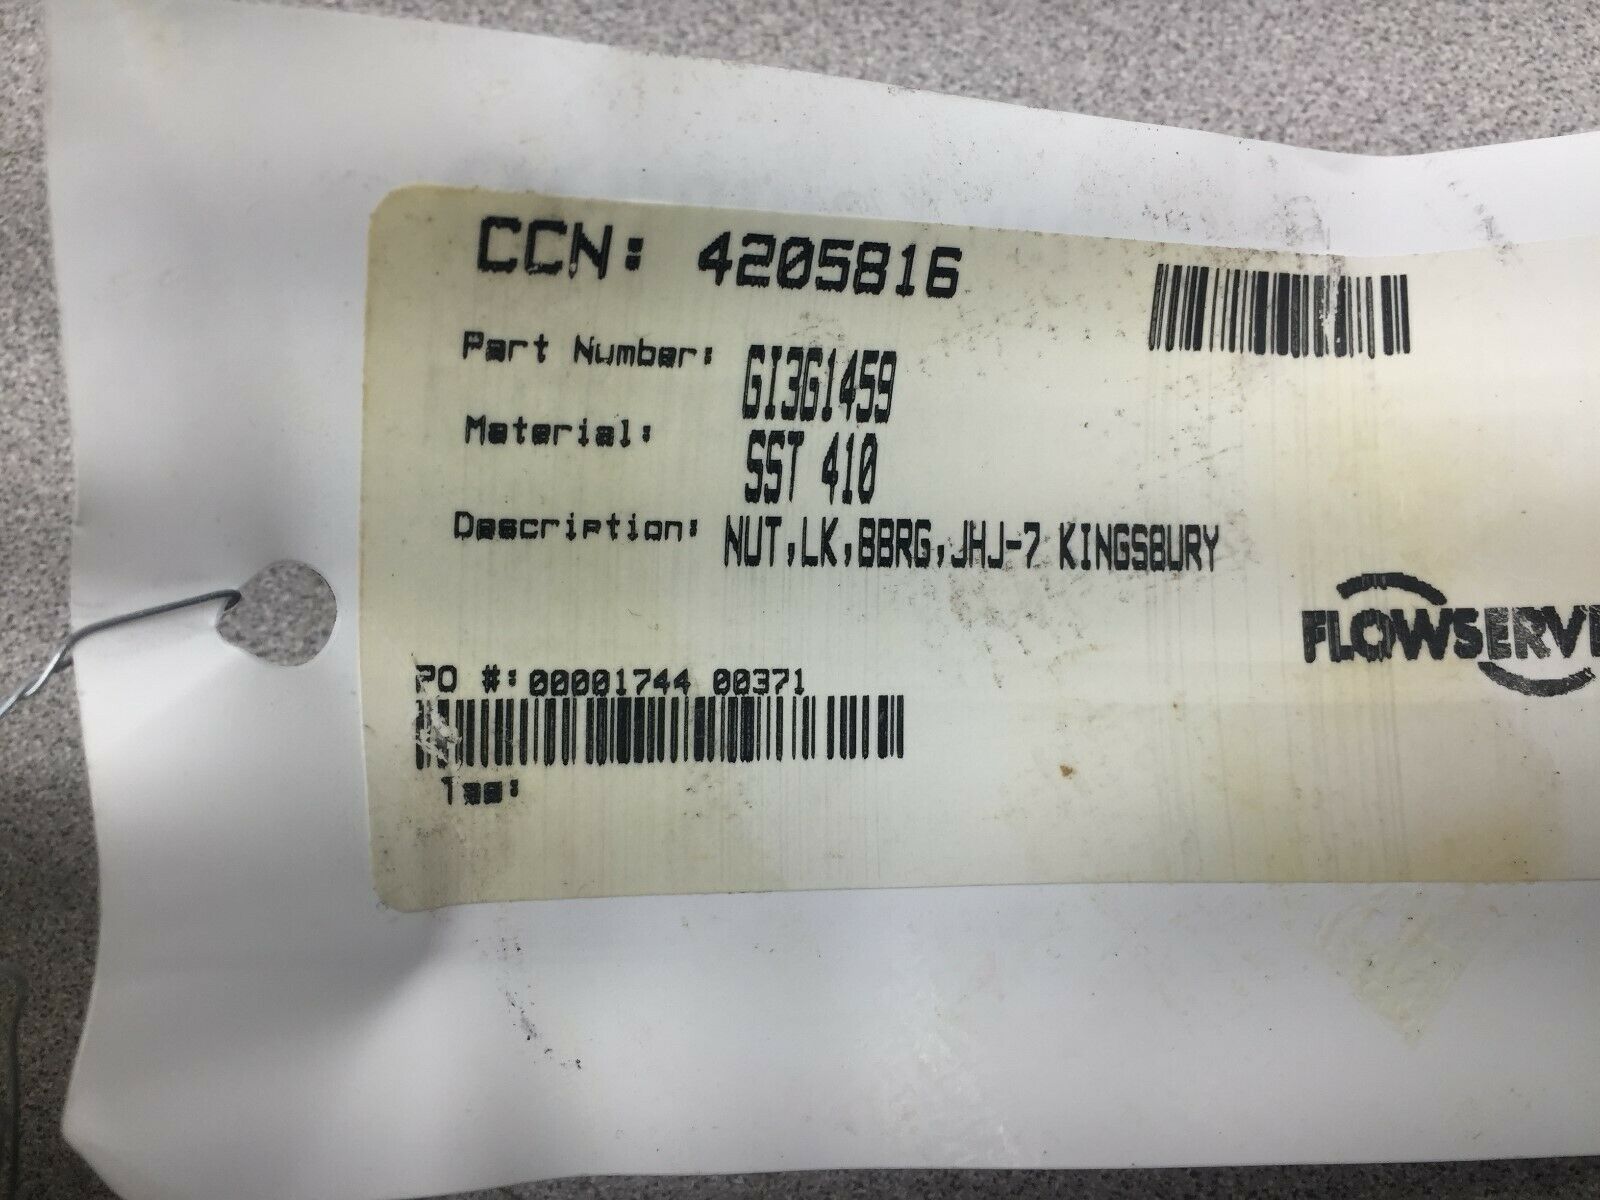 CCN: 4205816
Part Number: GI3G1459
Material: SST 410
Description: NUT,LK,BBRG,JHJ-7 KINGSBURY
FLOWSERVE
PO #: 00001744 00371
Tag: